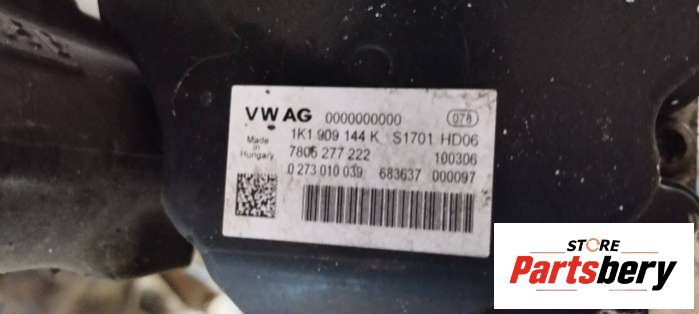 VW AG 0000000000 078
1K1 909 144 K S1701 HD06
Made
in
Hungary
7805 277 222 100306
0 273 010 039 683637 000097
STORE
Partsbery